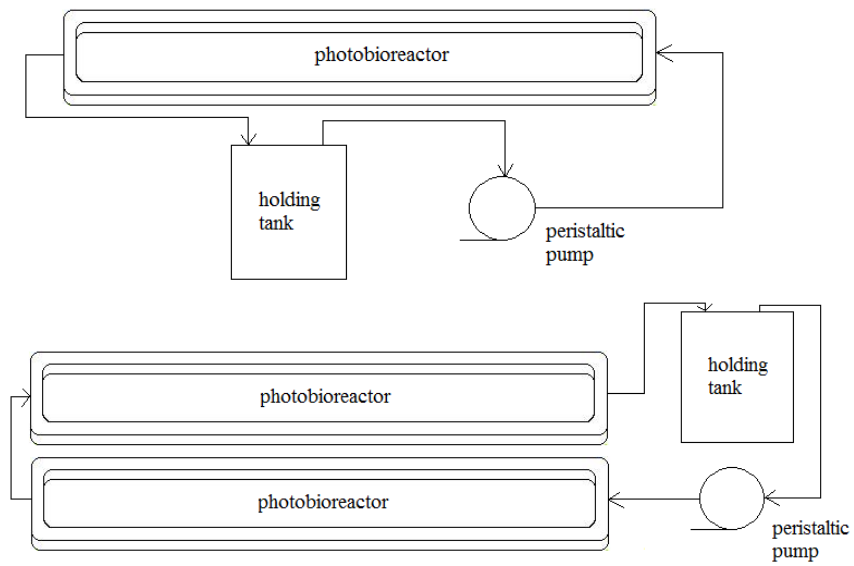 photobioreactor
holding
tank
peristaltic
pump
holding
tank
photobioreactor
photobioreactor
peristaltic
pump